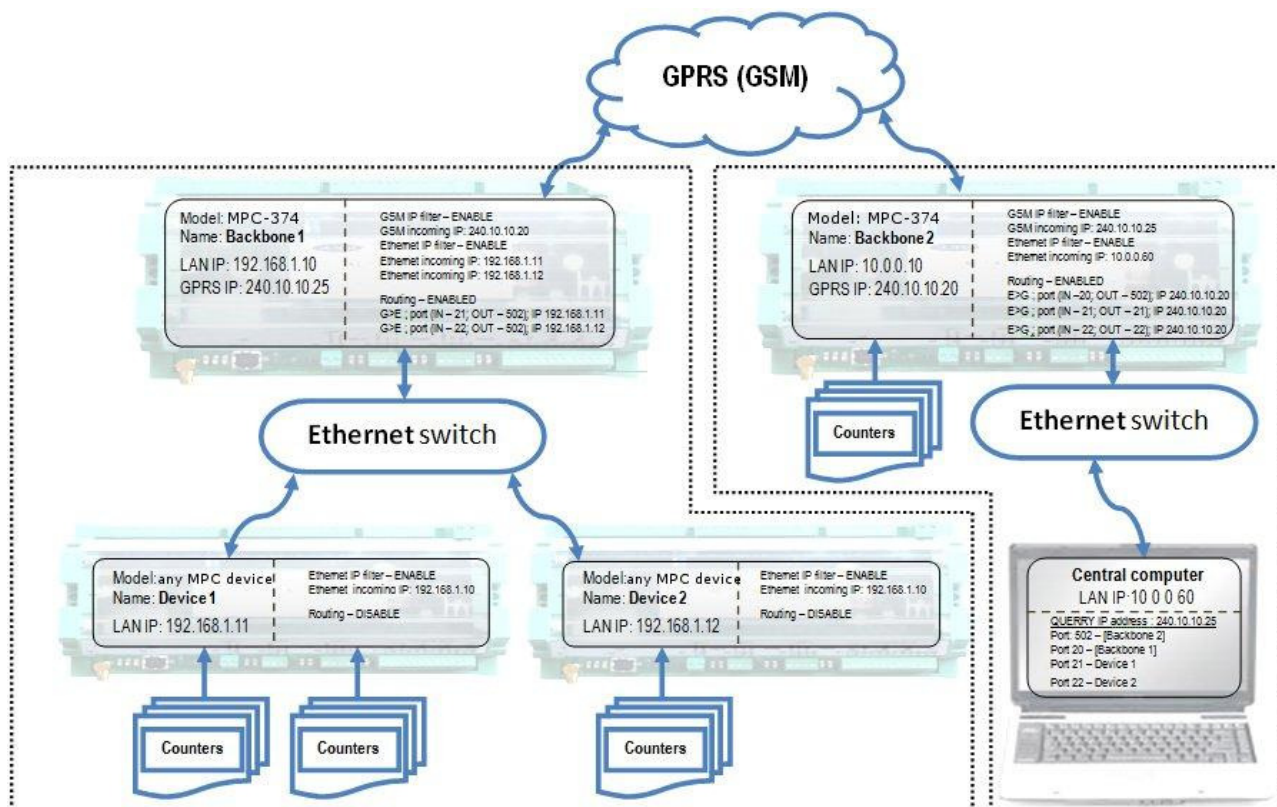 GPRS (GSM)
Model: MPC-374
Name: Backbone1
LAN IP: 192.168.1.10
GPRS IP: 240.10.10.25
GSM IP filter – ENABLE
GSM incoming IP: 240.10.10.20
Ethernet IP filter – ENABLE
Ethernet incoming IP: 192.168.1.11
Ethernet incoming IP: 192.168.1.12
Routing – ENABLED
G>E ; port (IN – 21; OUT – 502); IP 192.168.1.11
G>E ; port (IN – 22; OUT – 502); IP 192.168.1.12
Model: MPC-374
Name: Backbone2
LAN IP: 10.0.0.10
GPRS IP: 240.10.10.20
GSM IP filter – ENABLE
GSM incoming IP: 240.10.10.25
Ethernet IP filter – ENABLE
Ethernet incoming IP: 10.0.0.60
Routing – ENABLED
E>G ; port (IN –20; OUT – 502); IP 240.10.10.20
E>G ; port (IN – 21; OUT – 21); IP 240.10.10.20
E>G ; port (IN – 22; OUT – 22); IP 240.10.10.20
Ethernet switch
Counters
Ethernet switch
Model:any MPC device
Name: Device1
LAN IP: 192.168.1.11
Ethernet IP filter – ENABLE
Ethernet incoming IP: 192.168.1.10
Routing – DISABLE
Model:any MPC device
Name: Device2
LAN IP: 192.168.1.12
Ethernet IP filter – ENABLE
Ethernet incoming IP: 192.168.1.10
Routing – DISABLE
Central computer
LAN IP:10 0 0 60
QUERRY IP address : 240.10.10.25
Port: 502 – [Backbone 2]
Port 20 – [Backbone 1]
Port 21 – Device 1
Port 22 – Device 2
Counters
Counters
Counters